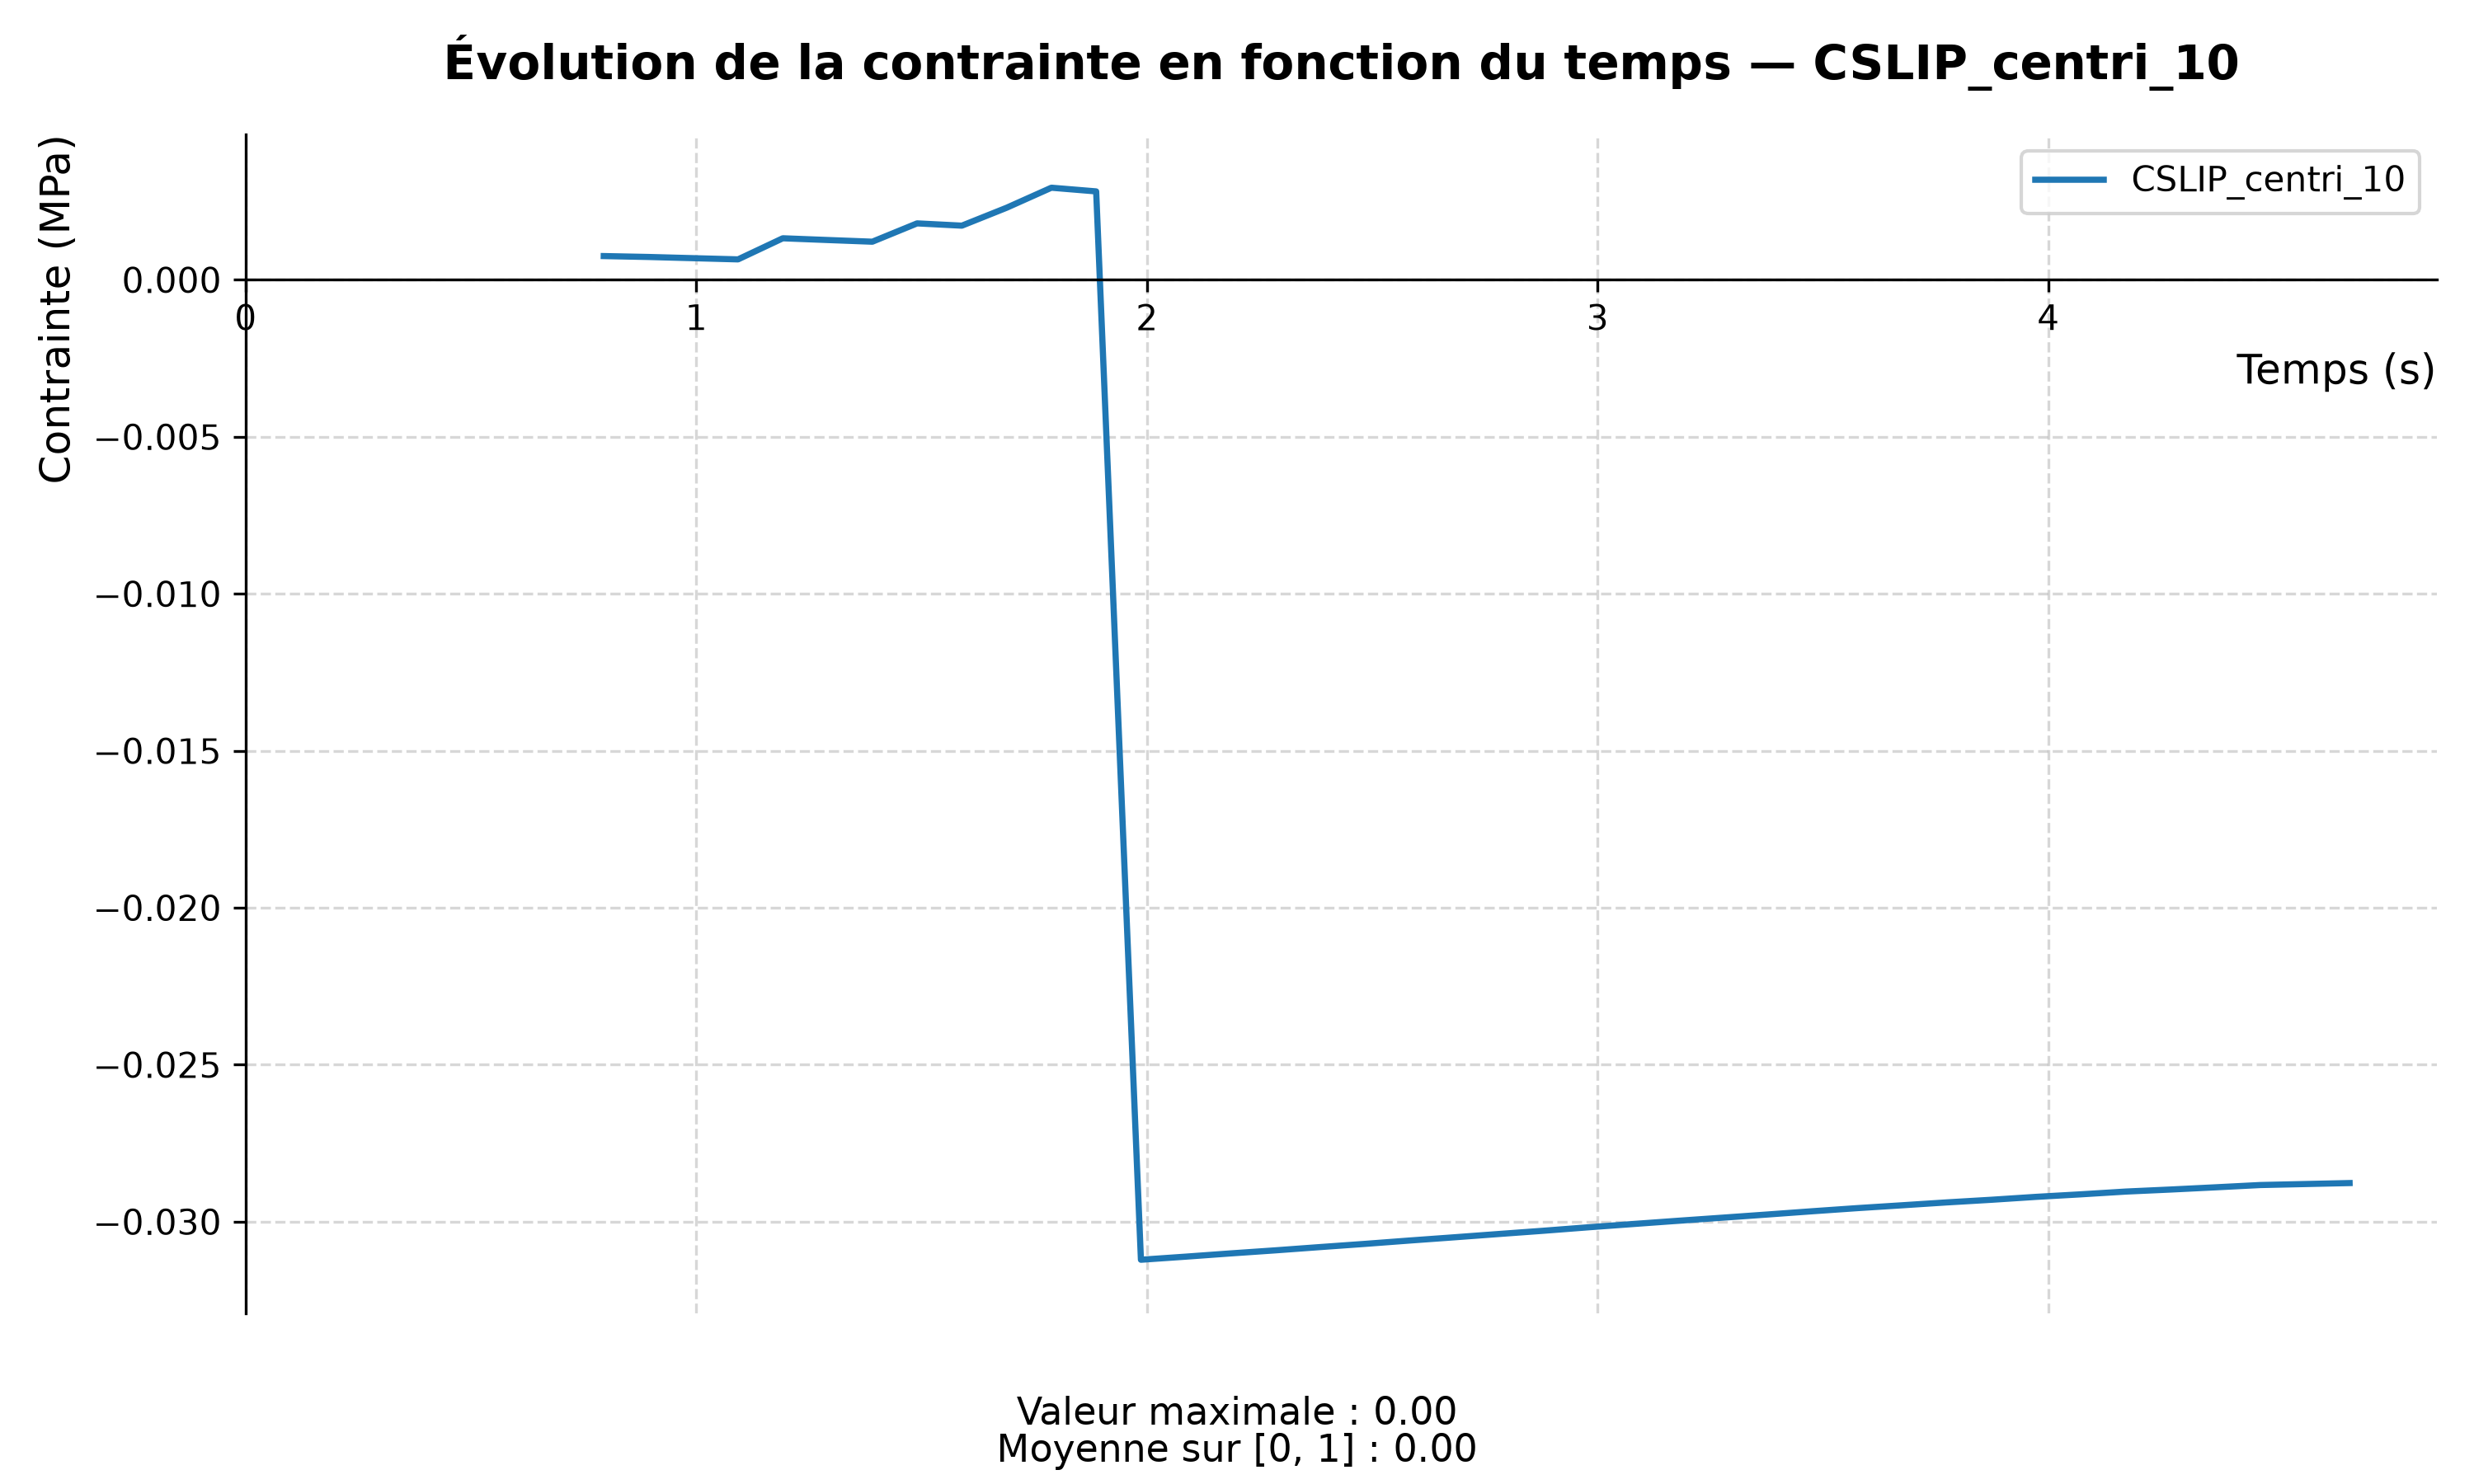 Évolution de la contrainte en fonction du temps — CSLIP_centri_10
Contrainte (MPa)
CSLIP_centri_10
0.000
0 1 2 3 4
Temps (s)
−0.005
−0.010
−0.015
−0.020
−0.025
−0.030
Valeur maximale : 0.00
Moyenne sur [0, 1] : 0.00